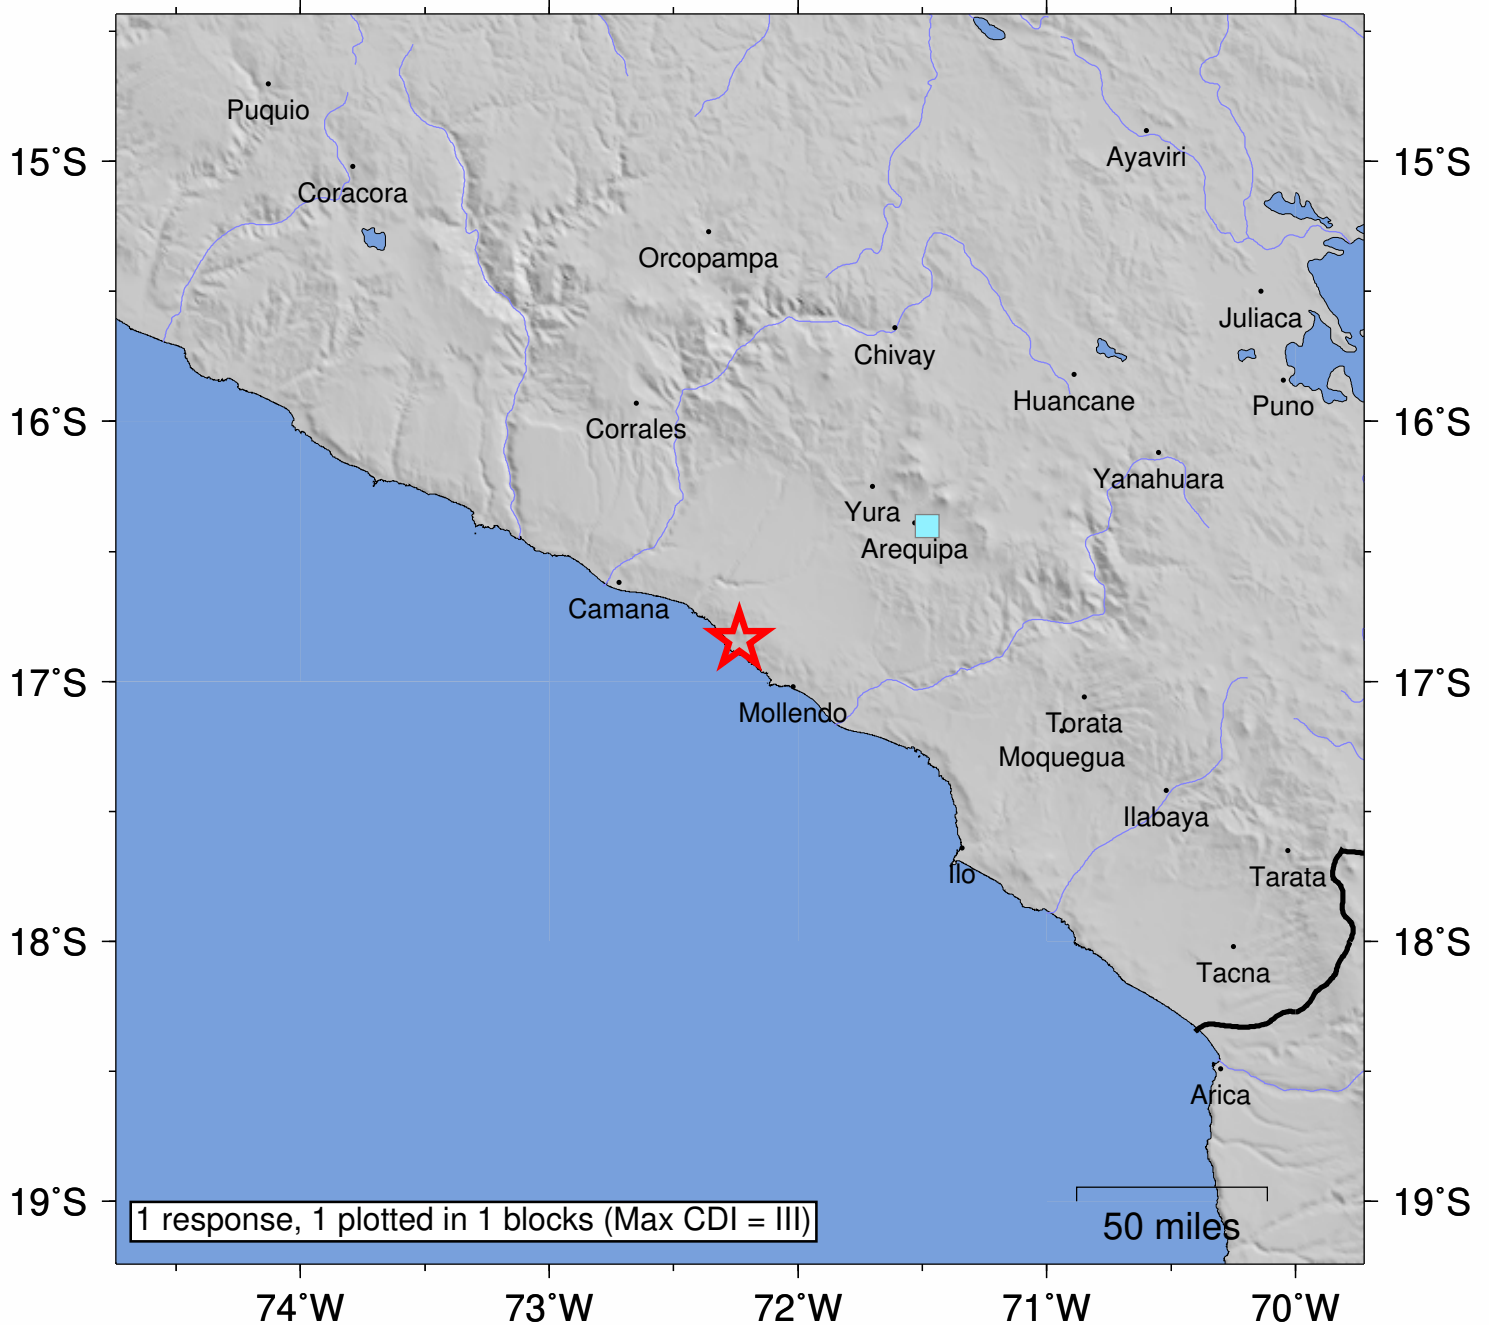 Puquio
15°S
15°S
Ayaviri
Coracora
Orcopampa
Juliaca
Chivay
Huancane
Puno
16°S
16°S
Corrales
Yanahuara
Yura
Arequipa
Camana
17°S
17°S
Mollendo
Torata
Moquegua
Ilabaya
Ilo
Tarata
18°S
18°S
Tacna
Arica
19°S
19°S
1 response, 1 plotted in 1 blocks (Max CDI = III)
50 miles
74°W
73°W
72°W
71°W
70°W